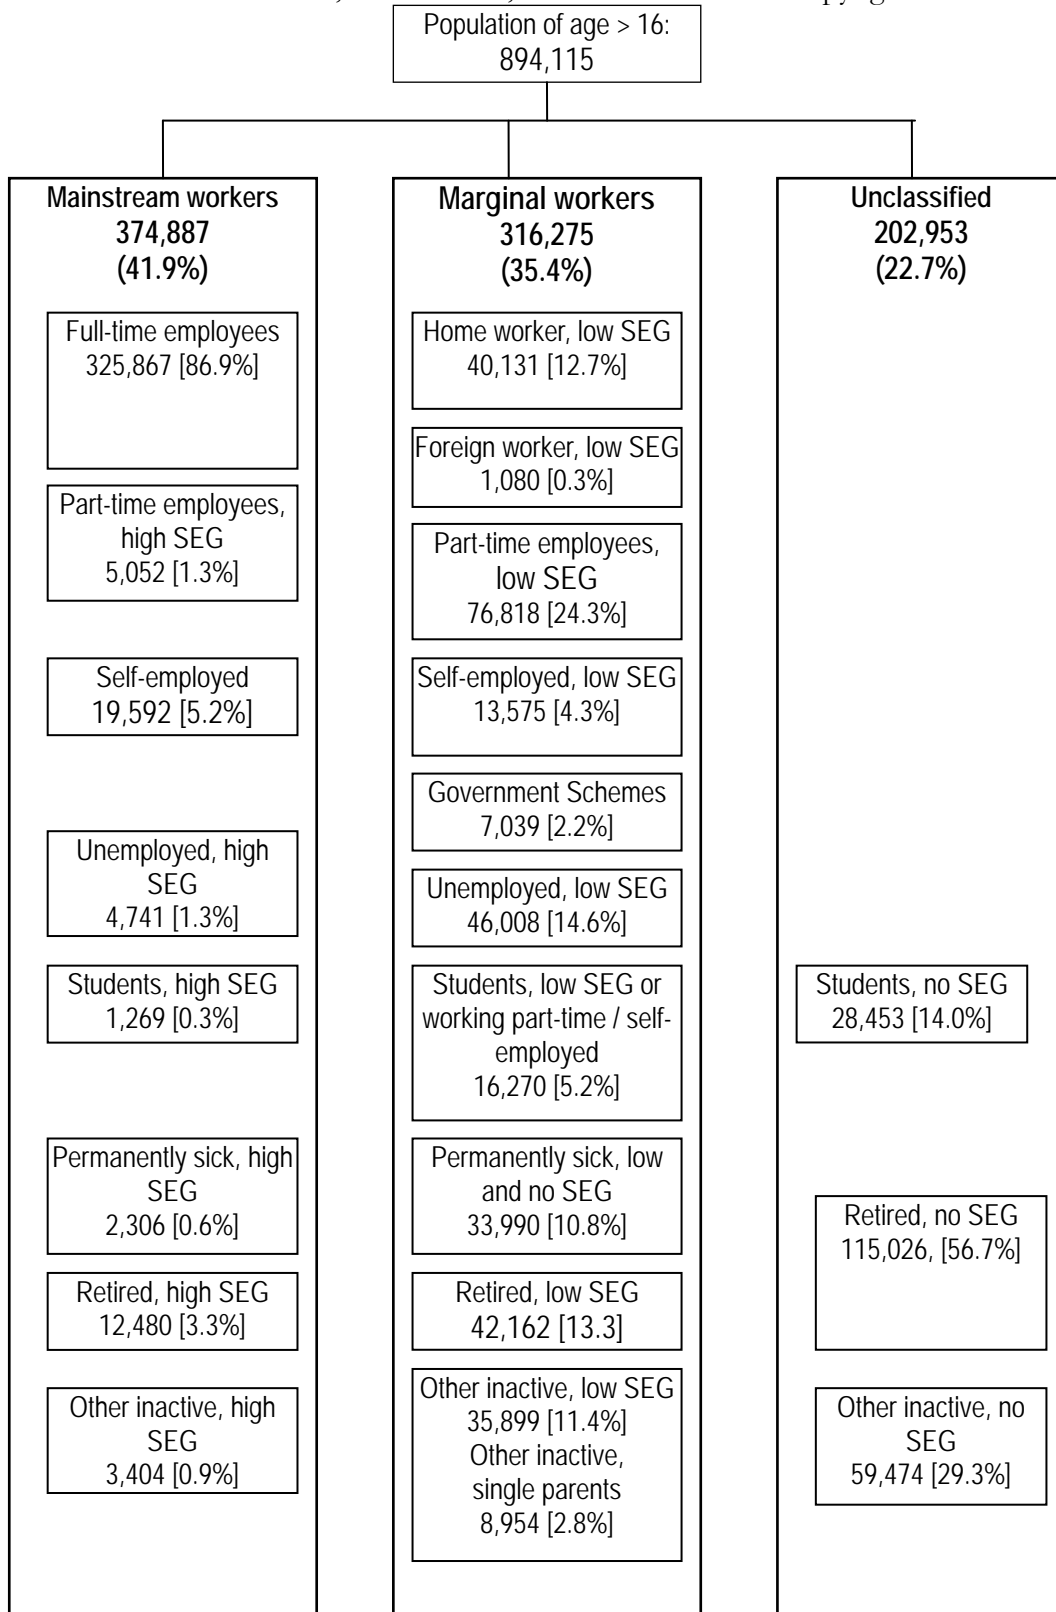 Population of age > 16:
894,115
Mainstream workers
374,887
(41.9%)
Full-time employees
325,867 [86.9%]
Part-time employees,
high SEG
5,052 [1.3%]
Self-employed
19,592 [5.2%]
Unemployed, high
SEG
4,741 [1.3%]
Students, high SEG
1,269 [0.3%]
Permanently sick, high
SEG
2,306 [0.6%]
Retired, high SEG
12,480 [3.3%]
Other inactive, high
SEG
3,404 [0.9%]
Marginal workers
316,275
(35.4%)
Home worker, low SEG
40,131 [12.7%]
Foreign worker, low SEG
1,080 [0.3%]
Part-time employees,
low SEG
76,818 [24.3%]
Self-employed, low SEG
13,575 [4.3%]
Government Schemes
7,039 [2.2%]
Unemployed, low SEG
46,008 [14.6%]
Students, low SEG or
working part-time / self-
employed
16,270 [5.2%]
Permanently sick, low
and no SEG
33,990 [10.8%]
Retired, low SEG
42,162 [13.3]
Other inactive, low SEG
35,899 [11.4%]
Other inactive,
single parents
8,954 [2.8%]
Unclassified
202,953
(22.7%)
Students, no SEG
28,453 [14.0%]
Retired, no SEG
115,026, [56.7%]
Other inactive, no
SEG
59,474 [29.3%]